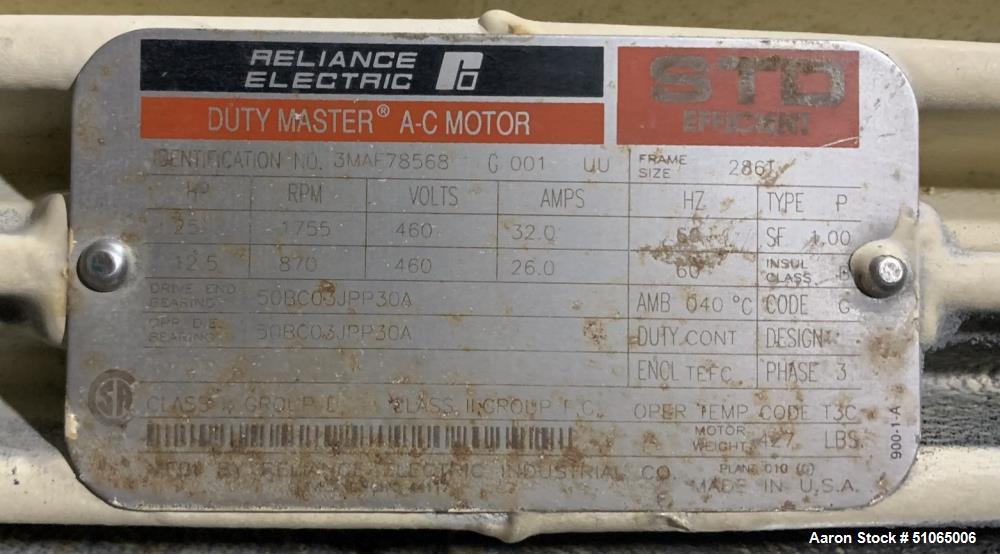 RELIANCE
ELECTRIC
STD
EFFICIENT
DUTY MASTER® A-C MOTOR
IDENTIFICATION NO. G 001 UU FRAME SIZE 286T
HP RPM VOLTS AMPS HZ TYPE P
25 1755 460 32.0 60 SF 1.00
12.5 870 460 26.0 60 INSUL CLASS
DRIVE END BEARING 50BC03JPP30A AMB 040 °C CODE G
OPP D.E. BEARING 50BC03JPP30A DUTY CONT DESIGN
ENCL TEFC PHASE 3
CLASS GROUP CLASS II GROUP F,G OPER TEMP CODE T3C
MOTOR WEIGHT 427 LBS.
MFD. BY RELIANCE ELECTRIC INDUSTRIAL CO.
MADE IN U.S.A.
900-1-A
Aaron Stock # 51065006